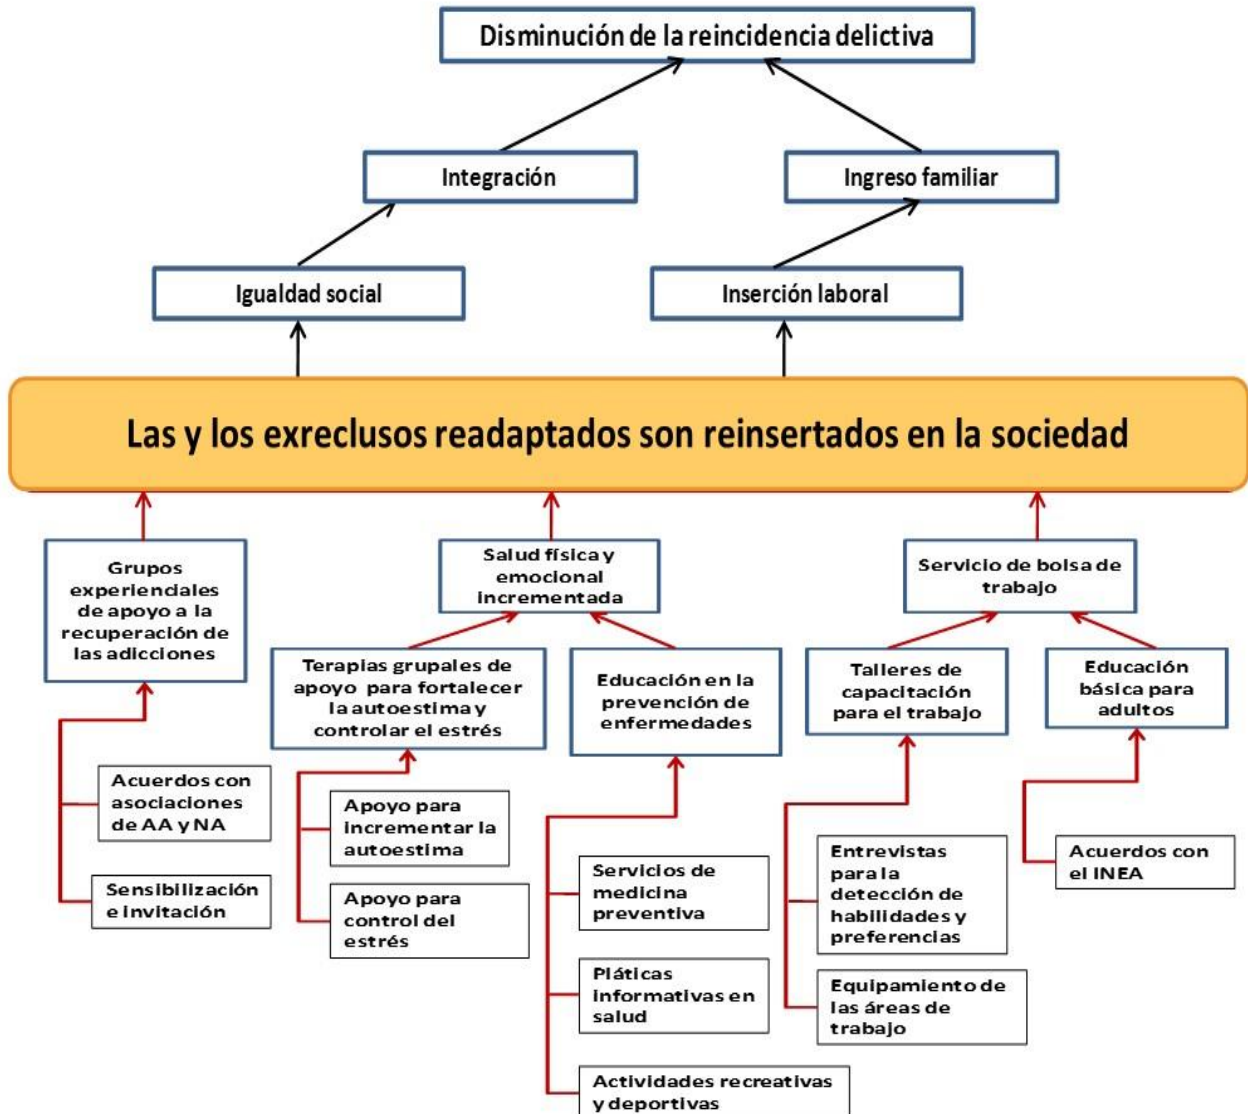 Disminución de la reincidencia delictiva
Integración
Ingreso familiar
Igualdad social
Inserción laboral
Las y los exreclusos readaptados son reinsertados en la sociedad
Grupos
experienciales
de apoyo a la
recuperación de
las adicciones
Salud física y
emocional
incrementada
Servicio de bolsa de
trabajo
Terapias grupales de
apoyo para fortalecer
la autoestima y
controlar el estrés
Educación en la
prevención de
enfermedades
Talleres de
capacitación
para el trabajo
Educación
básica para
adultos
Acuerdos con
asociaciones
de AA y NA
Sensibilización
e invitación
Apoyo para
incrementar la
autoestima
Apoyo para
control del
estrés
Servicios de
medicina
preventiva
Pláticas
informativas en
salud
Actividades recreativas
y deportivas
Entrevistas
para la
detección de
habilidades y
preferencias
Equipamiento de
las áreas de
trabajo
Acuerdos con
el INEA